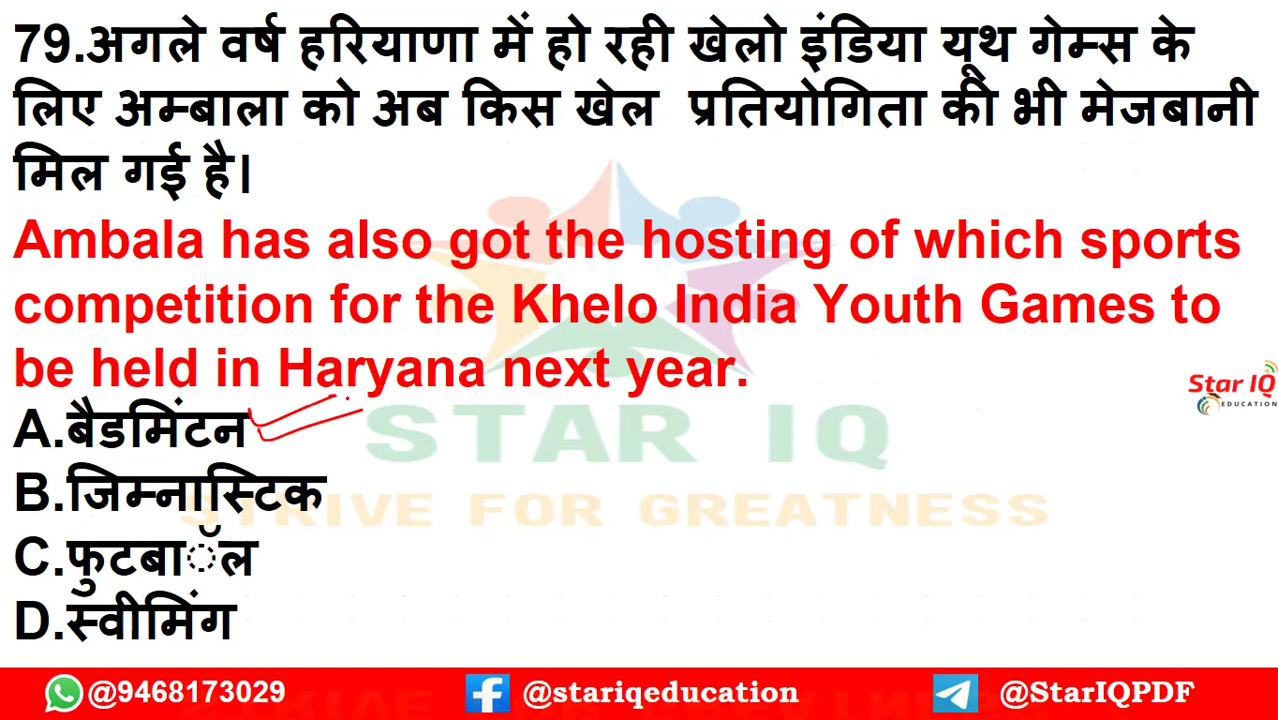 79.अगले वर्ष हरियाणा में हो रही खेलो इंडिया यूथ गेम्स के
लिए अम्बाला को अब किस खेल प्रतियोगिता की भी मेजबानी
मिल गई है।
Ambala has also got the hosting of which sports
competition for the Khelo India Youth Games to
be held in Haryana next year.
Star IQ
EDUCATION
A.बैडमिंटन
STAR IQ
B.जिम्नास्टिक
STRIVE FOR GREATNESS
C.फुटबाॅल
D.स्वीमिंग
@9468173029 @stariqeducation @StarIQPDF